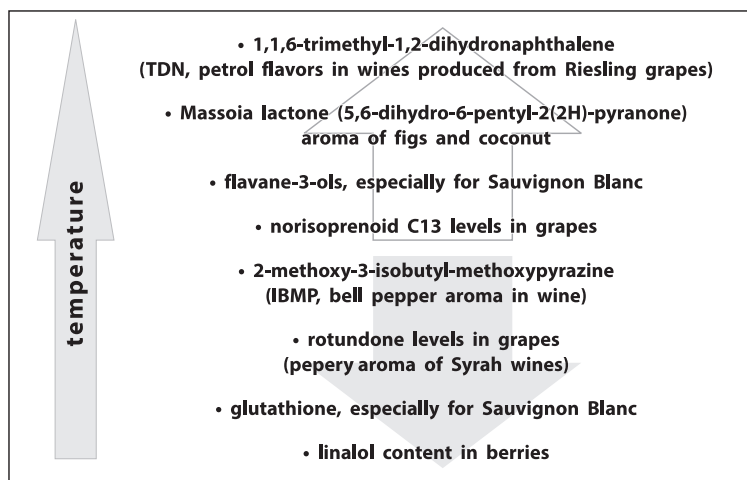 temperature
• 1,1,6-trimethyl-1,2-dihydronaphthalene
(TDN, petrol flavors in wines produced from Riesling grapes)
• Massoia lactone (5,6-dihydro-6-pentyl-2(2H)-pyranone)
aroma of figs and coconut
• flavane-3-ols, especially for Sauvignon Blanc
• norisoprenoid C13 levels in grapes
• 2-methoxy-3-isobutyl-methoxypyrazine
(IBMP, bell pepper aroma in wine)
• rotundone levels in grapes
(pepery aroma of Syrah wines)
• glutathione, especially for Sauvignon Blanc
• linalol content in berries